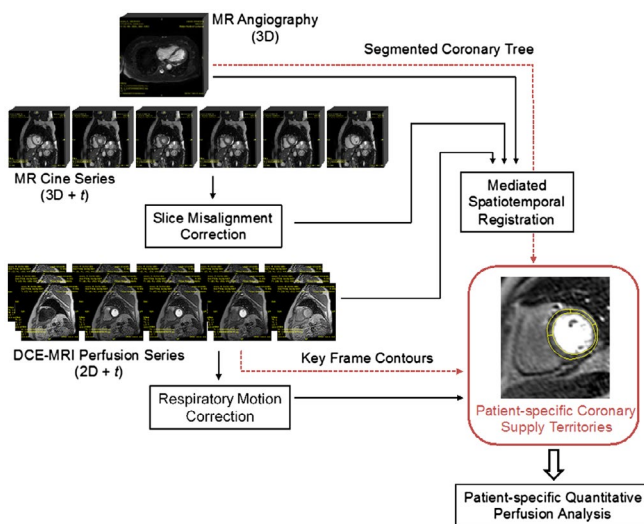 MR Angiography
(3D)
Segmented Coronary Tree
MR Cine Series
(3D + t)
Slice Misalignment
Correction
Mediated
Spatiotemporal
Registration
DCE-MRI Perfusion Series
(2D + t)
Key Frame Contours
Respiratory Motion
Correction
Patient-specific Coronary
Supply Territories
Patient-specific Quantitative
Perfusion Analysis